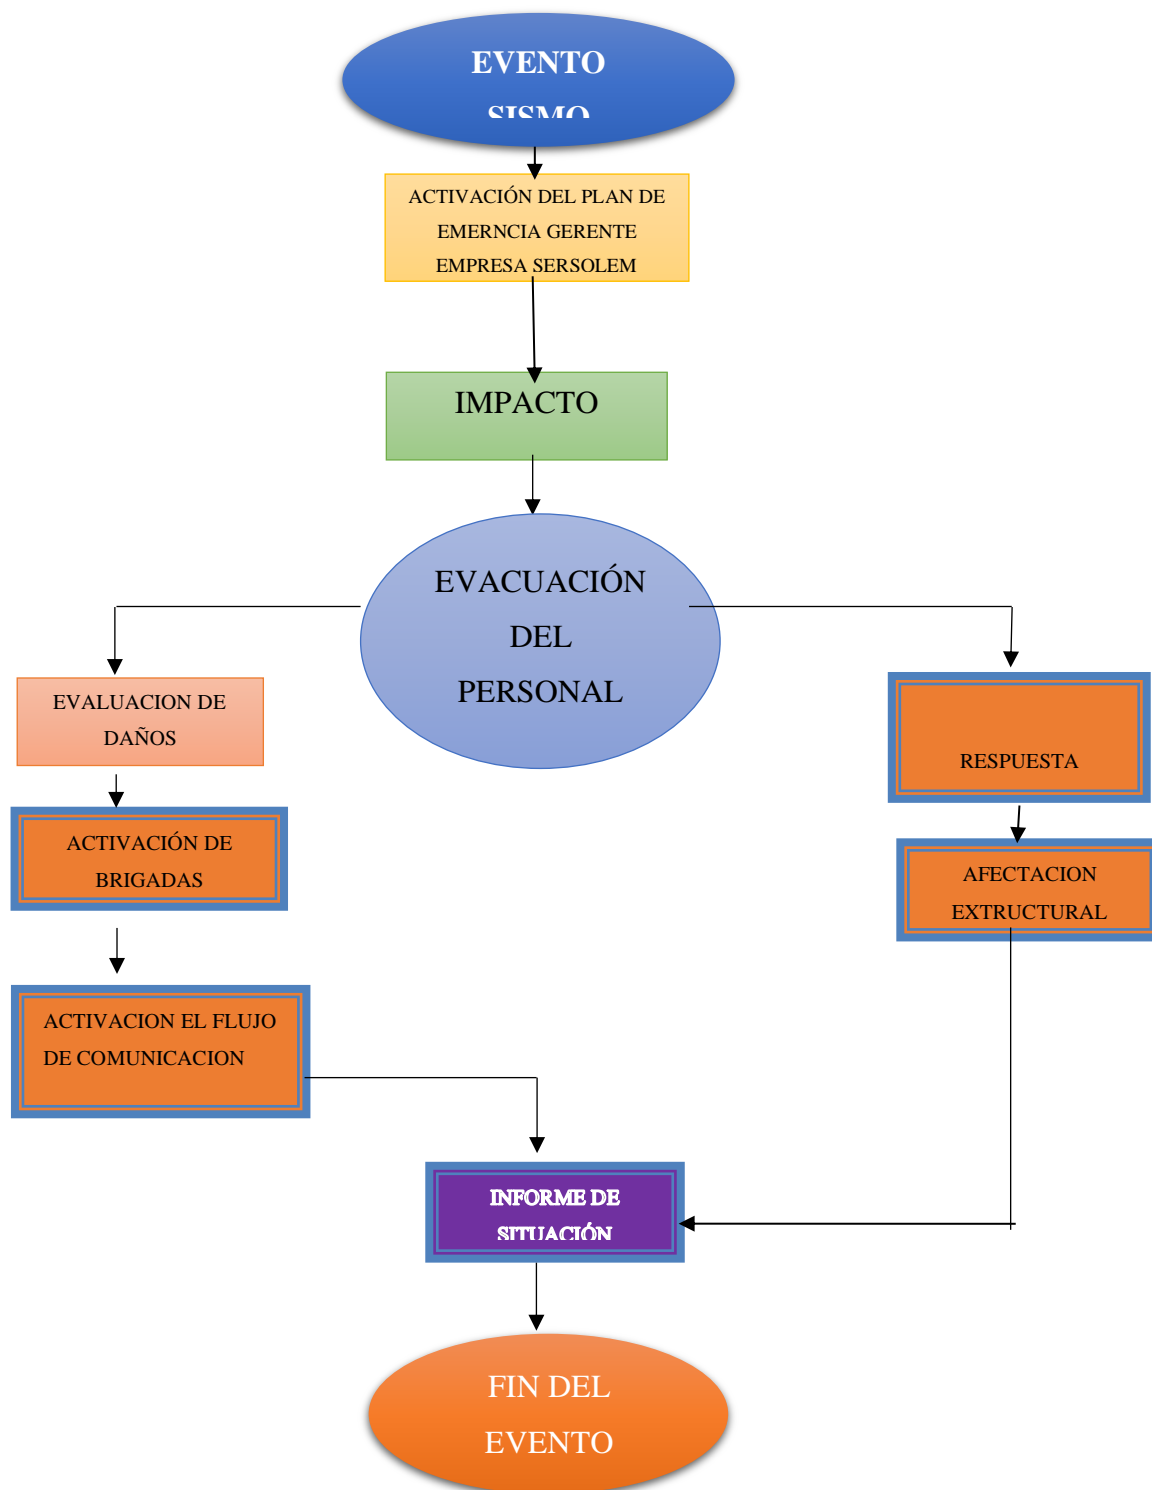 EVENTO
SISMO
ACTIVACIÓN DEL PLAN DE
EMERNCIA GERENTE
EMPRESA SERSOLEM
IMPACTO
EVACUACIÓN
DEL
PERSONAL
EVALUACION DE
DAÑOS
RESPUESTA
ACTIVACIÓN DE
BRIGADAS
AFECTACION
EXTRUCTURAL
ACTIVACION EL FLUJO
DE COMUNICACION
INFORME DE
SITUACIÓN
FIN DEL
EVENTO